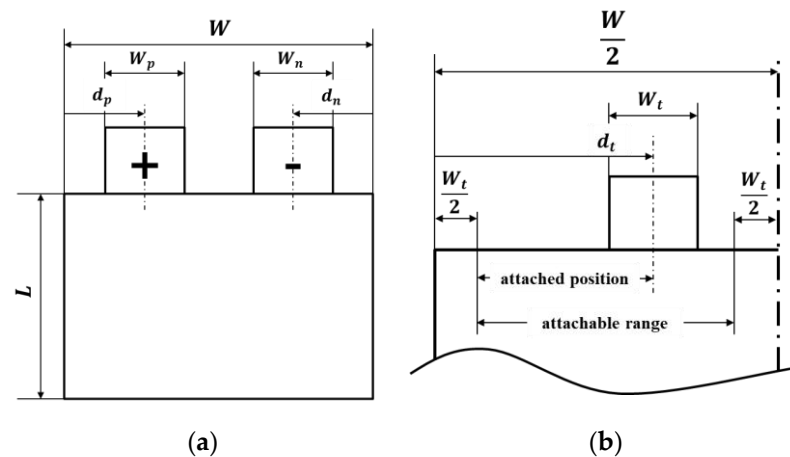 W
W_p
W_n
d_p
d_n
+
-
L
(a)
W/2
W_t
d_t
W_t/2
W_t/2
attached position
attachable range
(b)